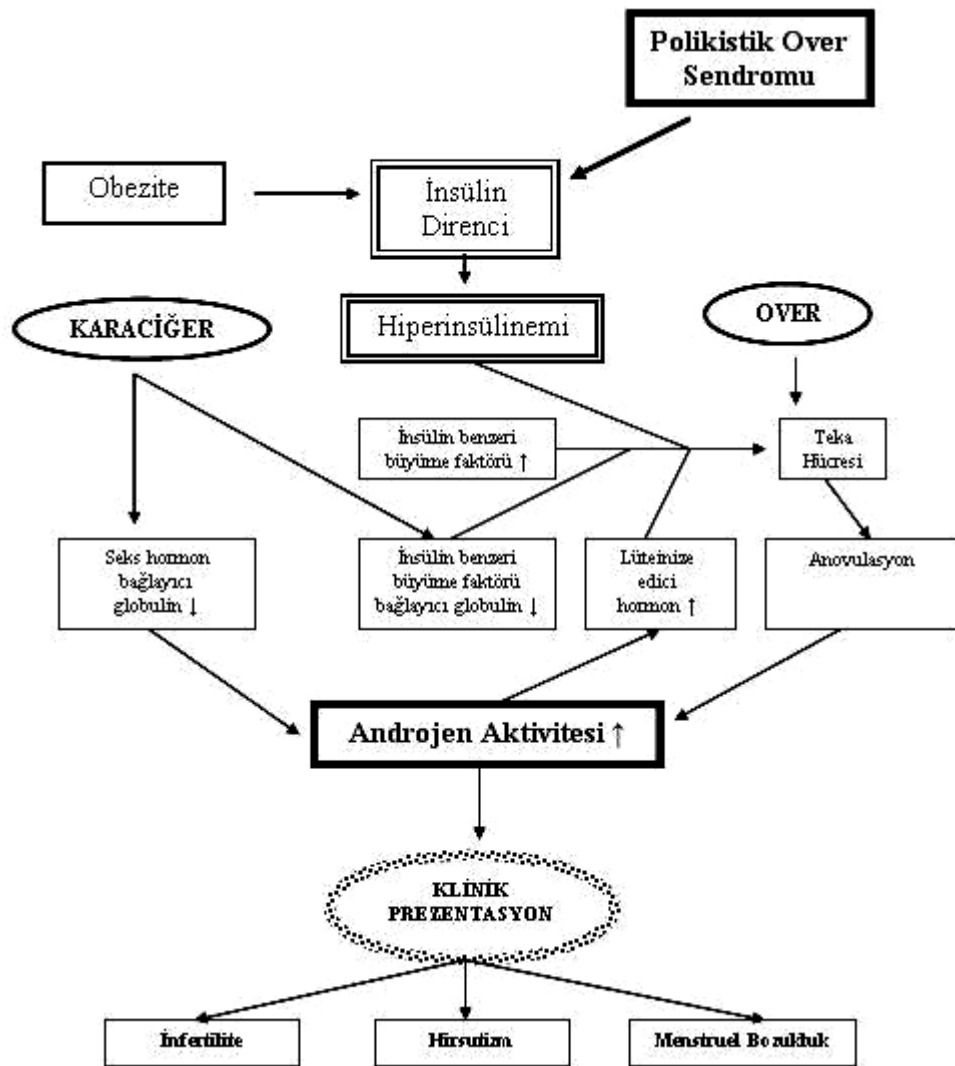 Polikistik Over
Sendromu
Obezite
İnsülin
Direnci
KARACİĞER
Hiperinsülinemi
OVER
İnsülin benzeri
büyüme faktörü ↑
Teka
Hücresi
Seks hormon
bağlayıcı
globulin ↓
İnsülin benzeri
büyüme faktörü
bağlayıcı globulin ↓
Lüteinize
edici
hormon ↑
Anovulasyon
Androjen Aktivitesi ↑
KLİNİK
PREZENTASYON
İnfertilite
Hirsutizm
Menstruel Bozukluk